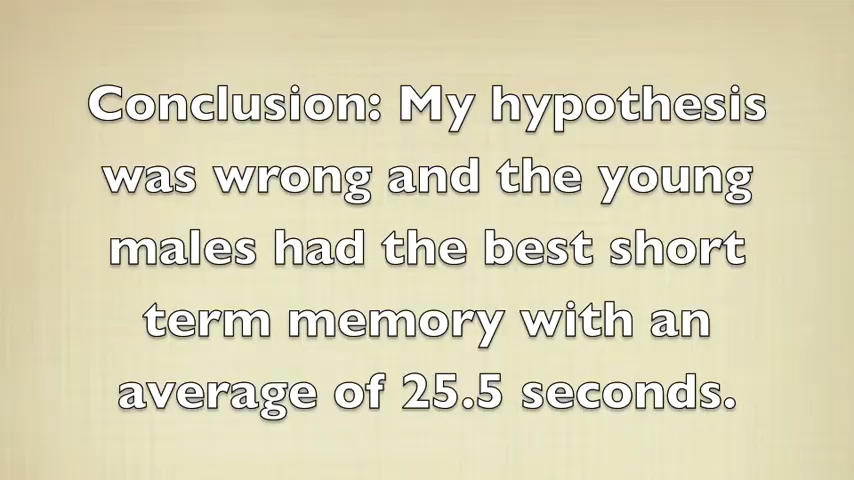 Conclusion: My hypothesis
was wrong and the young
males had the best short
term memory with an
average of 25.5 seconds.